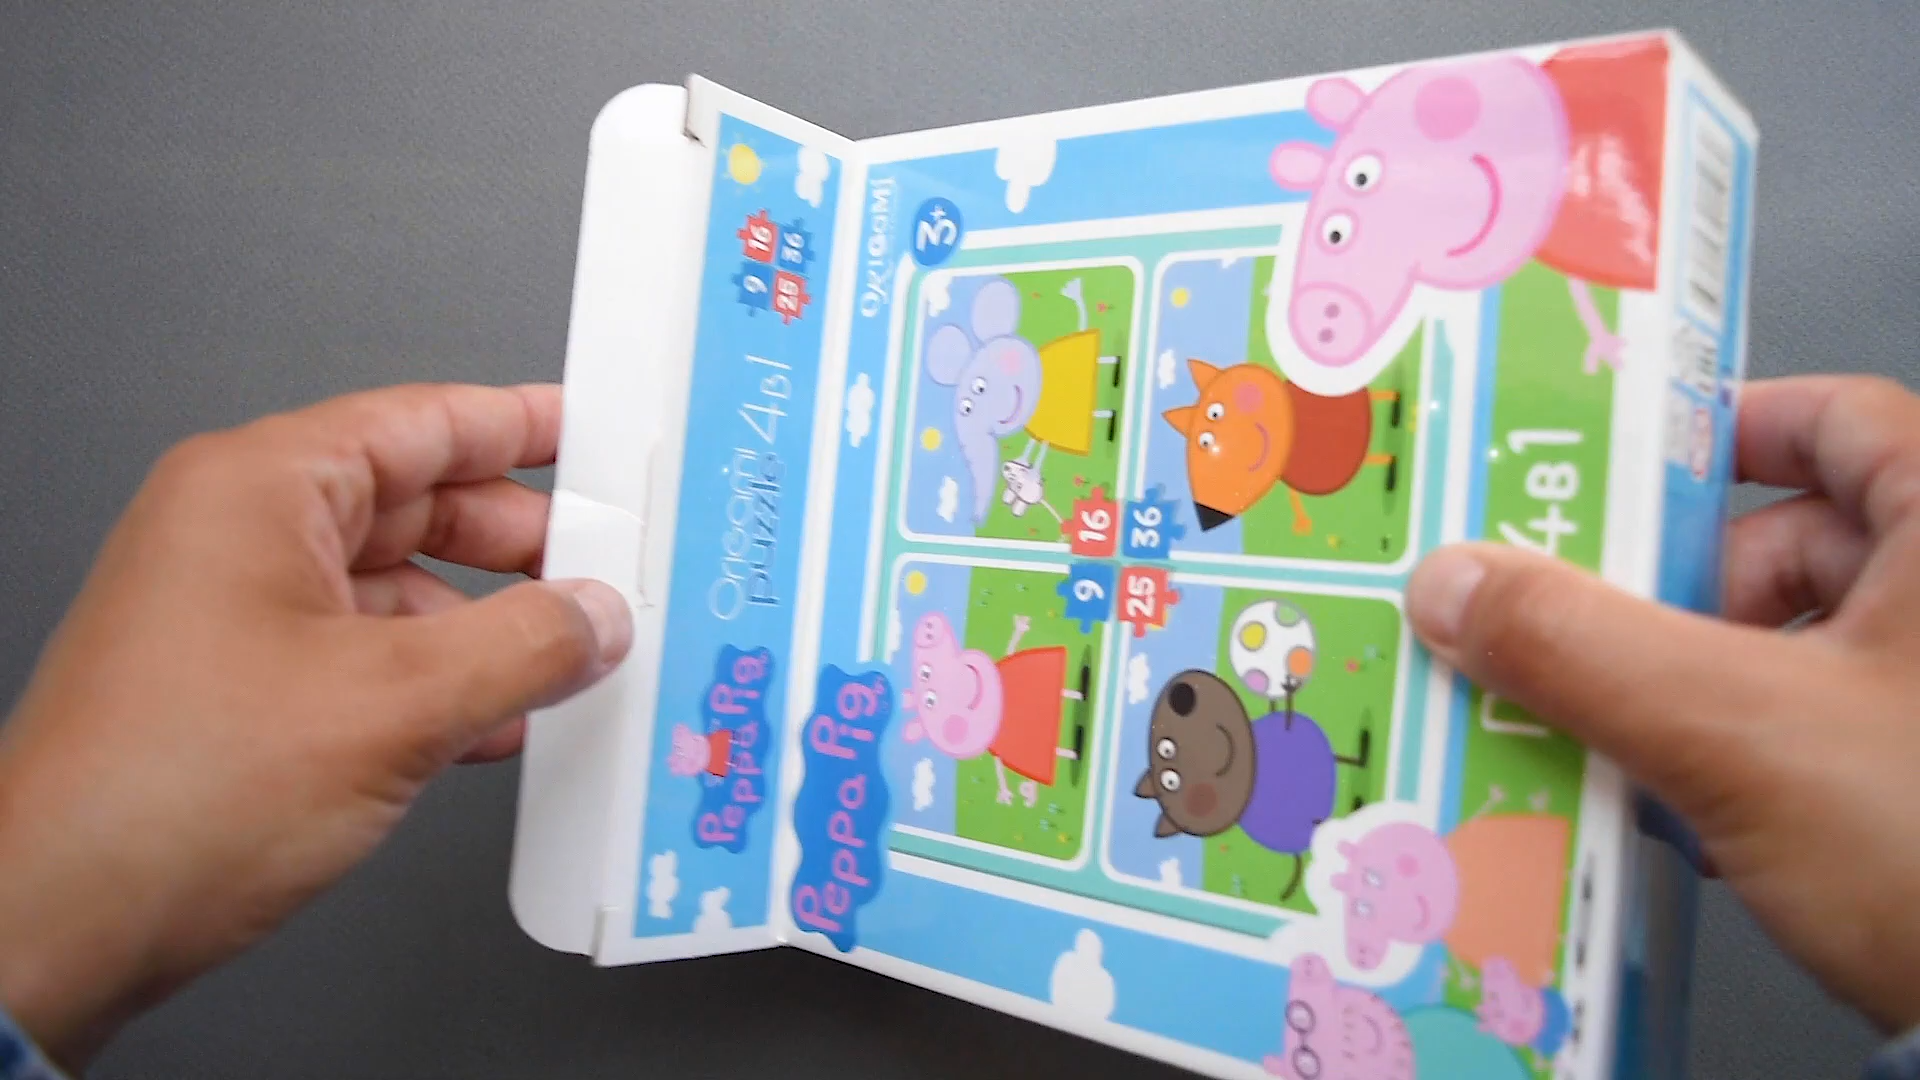 9 16
25 36
Origami
puzzle 4в1
Peppa Pig
ORIGAMI
3+
Peppa Pig
16 36
9 25
4в1